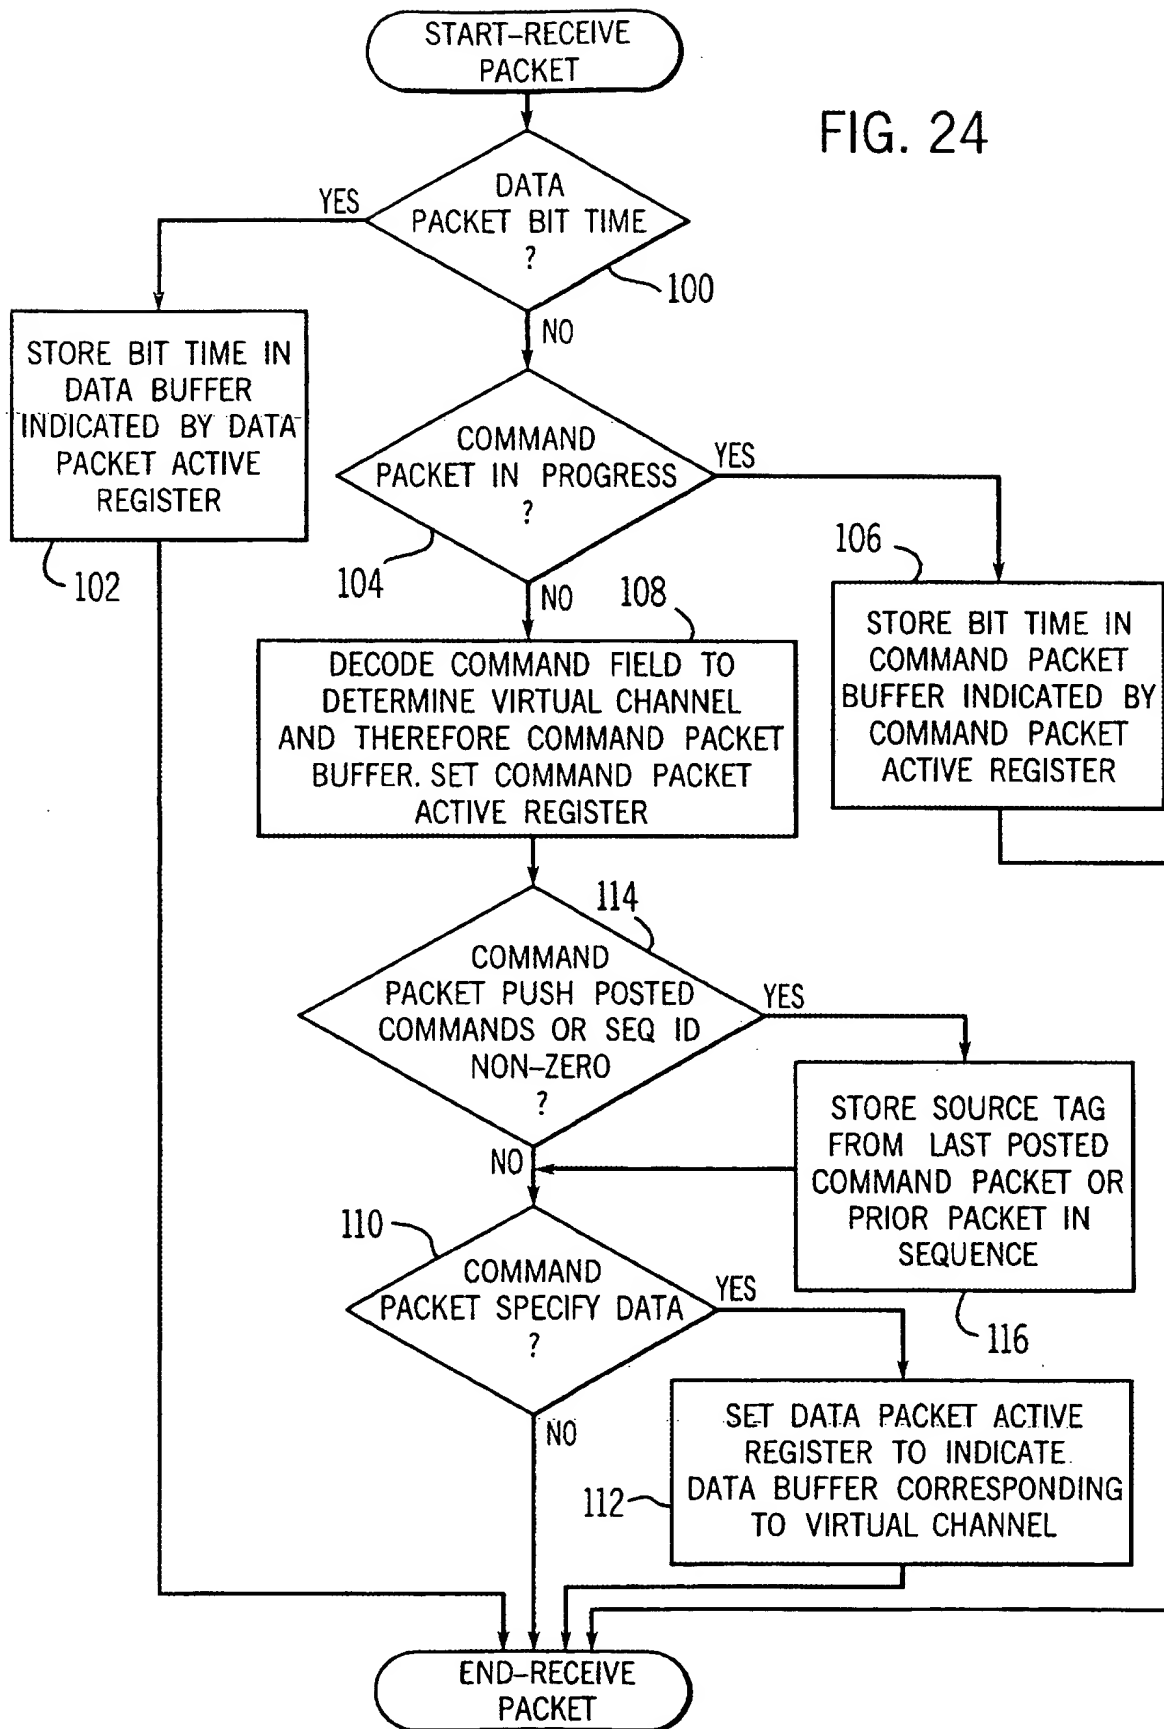 START–RECEIVE
PACKET
FIG. 24
DATA
PACKET BIT TIME
?
YES
100
NO
STORE BIT TIME IN
DATA BUFFER
INDICATED BY DATA
PACKET ACTIVE
REGISTER
102
COMMAND
PACKET IN PROGRESS
?
YES
104
NO
106
STORE BIT TIME IN
COMMAND PACKET
BUFFER INDICATED BY
COMMAND PACKET
ACTIVE REGISTER
108
DECODE COMMAND FIELD TO
DETERMINE VIRTUAL CHANNEL
AND THEREFORE COMMAND PACKET
BUFFER. SET COMMAND PACKET
ACTIVE REGISTER
114
COMMAND
PACKET PUSH POSTED
COMMANDS OR SEQ ID
NON–ZERO
?
YES
NO
STORE SOURCE TAG
FROM LAST POSTED
COMMAND PACKET OR
PRIOR PACKET IN
SEQUENCE
116
110
COMMAND
PACKET SPECIFY DATA
?
YES
NO
SET DATA PACKET ACTIVE
REGISTER TO INDICATE
DATA BUFFER CORRESPONDING
TO VIRTUAL CHANNEL
112
END–RECEIVE
PACKET